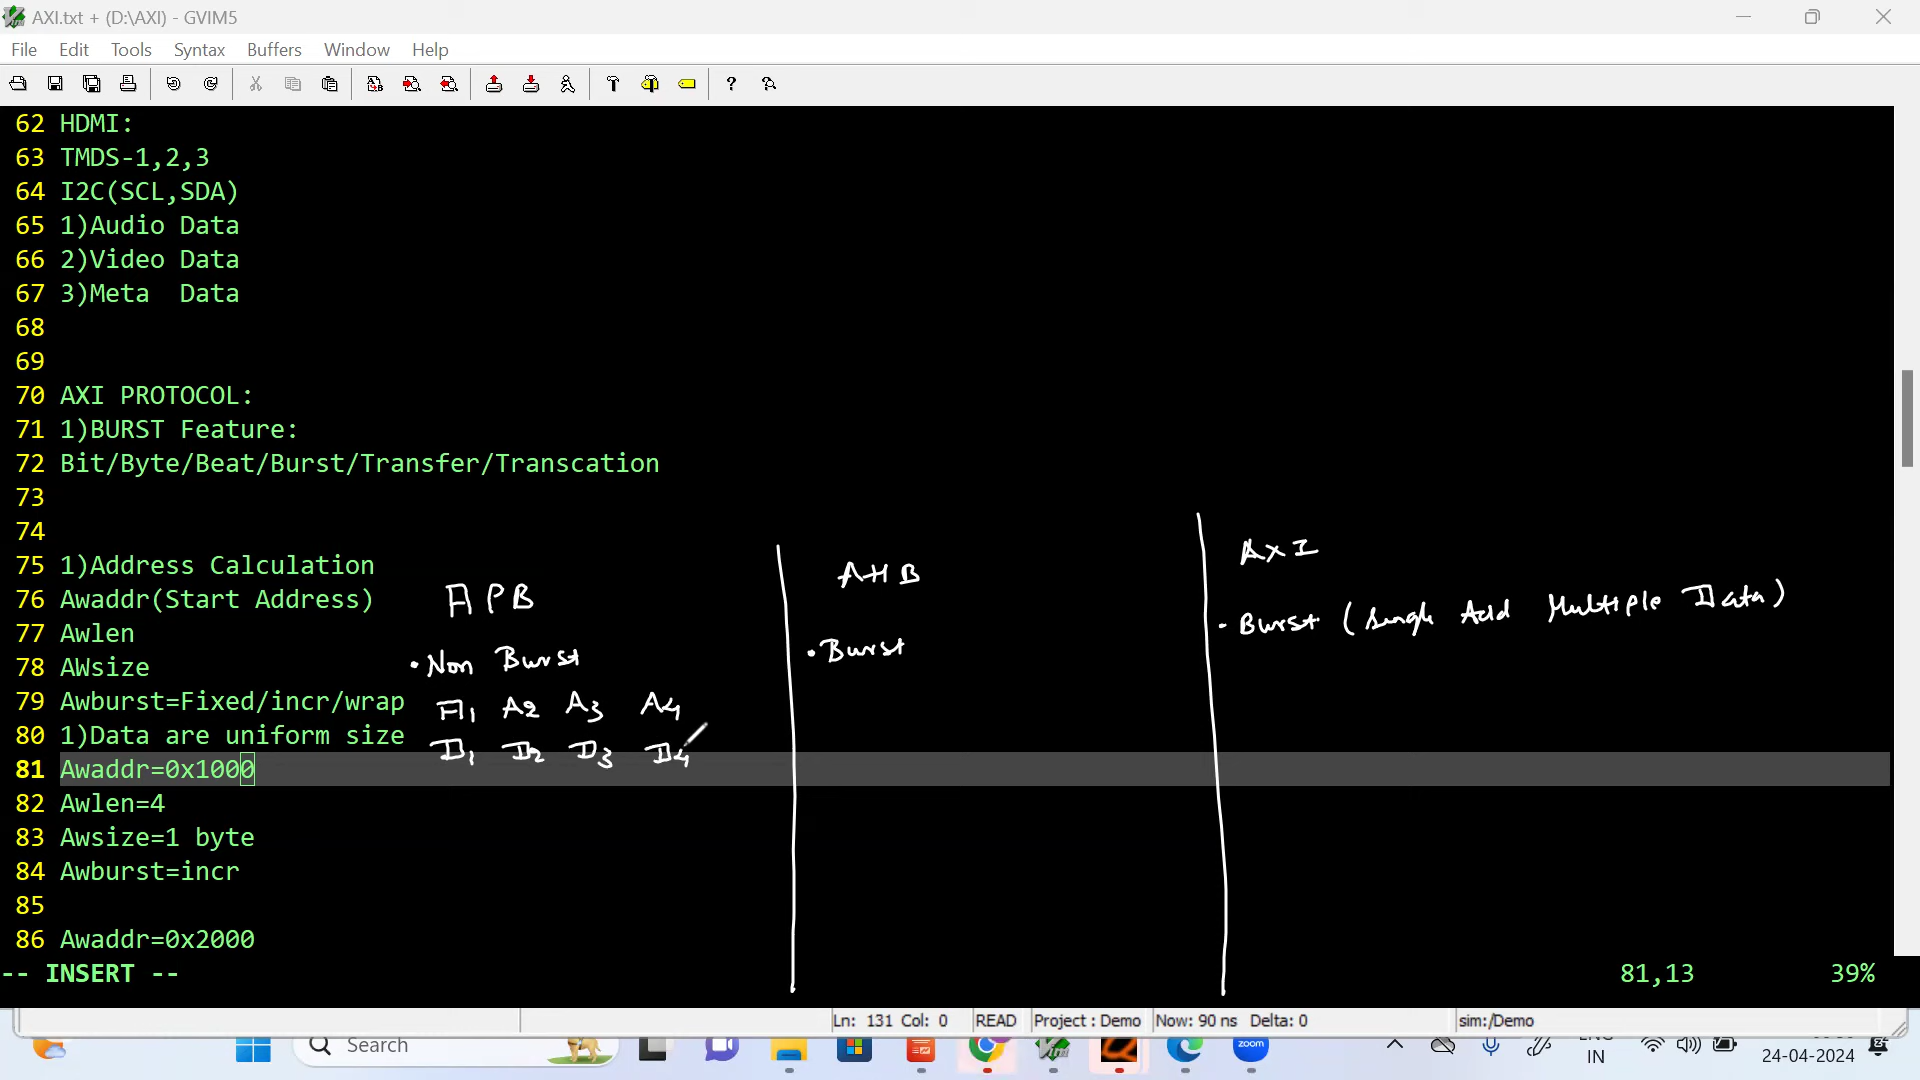 AXI.txt + (D:\AXI) - GVIM5
File Edit Tools Syntax Buffers Window Help
62 HDMI:
63 TMDS-1,2,3
64 I2C(SCL,SDA)
65 1)Audio Data
66 2)Video Data
67 3)Meta  Data
68
69
70 AXI PROTOCOL:
71 1)BURST Feature:
72 Bit/Byte/Beat/Burst/Transfer/Transcation
73
74
75 1)Address Calculation
76 Awaddr(Start Address)
77 Awlen
78 AWsize
79 Awburst=Fixed/incr/wrap
80 1)Data are uniform size
81 Awaddr=0x1000
82 Awlen=4
83 Awsize=1 byte
84 Awburst=incr
85
86 Awaddr=0x2000
APB
• Non Burst
A1 A2 A3 A4
D1 D2 D3 D4
AHB
• Burst
AXI
• Burst (Single Add Multiple Data)
-- INSERT -- 81,13 39%
Ln: 131 Col: 0 READ Project : Demo Now: 90 ns Delta: 0 sim:/Demo
Search zoom IN 24-04-2024